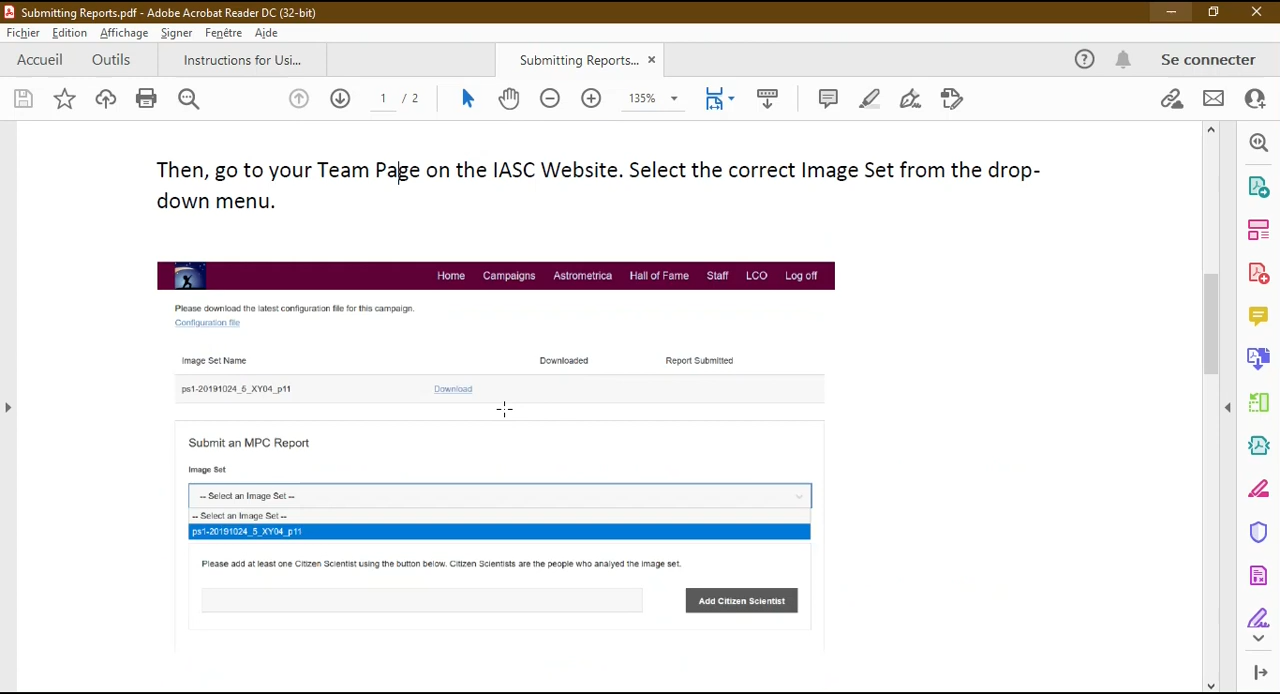 Submitting Reports.pdf - Adobe Acrobat Reader DC (32-bit)
Fichier Edition Affichage Signer Fenêtre Aide
Accueil Outils Instructions for Usi... Submitting Reports... × Se connecter
1 / 2 135%
Then, go to your Team Page on the IASC Website. Select the correct Image Set from the drop-
down menu.
Home Campaigns Astrometrica Hall of Fame Staff LCO Log off
Please download the latest configuration file for this campaign.
Configuration file
Image Set Name Downloaded Report Submitted
ps1-20191024_5_XY04_p11 Download
Submit an MPC Report
Image Set
-- Select an Image Set --
-- Select an Image Set --
ps1-20191024_5_XY04_p11
Please add at least one Citizen Scientist using the button below. Citizen Scientists are the people who analyed the image set.
Add Citizen Scientist